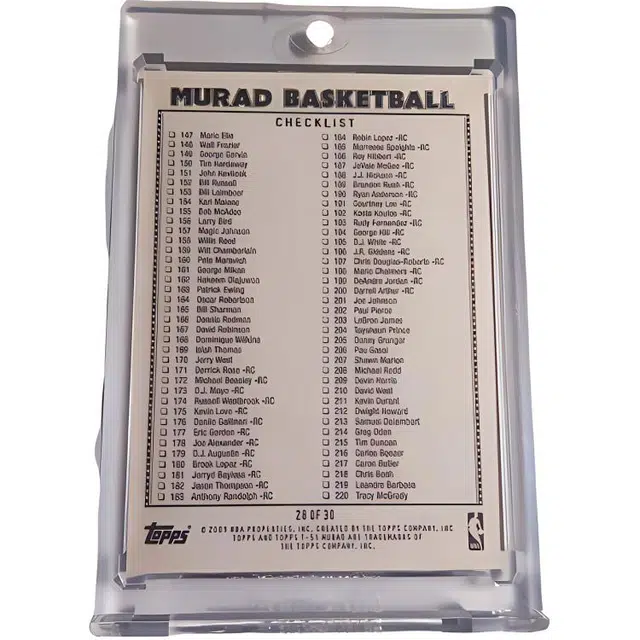 MURAD BASKETBALL
CHECKLIST
147 Mario Elie
148 Walt Frazier
149 George Gervin
150 Tim Hardaway
151 John Havlicek
152 Bill Russell
153 Bill Laimbeer
154 Karl Malone
155 Bob McAdoo
156 Larry Bird
157 Magic Johnson
158 Willis Reed
159 Wilt Chamberlain
160 Pete Maravich
161 George Mikan
162 Hakeem Olajuwon
163 Patrick Ewing
164 Oscar Robertson
165 Bill Sharman
166 Dennis Rodman
167 David Robinson
168 Dominique Wilkins
169 Isiah Thomas
170 Jerry West
171 Derrick Rose -RC
172 Michael Beasley -RC
173 O.J. Mayo -RC
174 Russell Westbrook -RC
175 Kevin Love -RC
176 Danilo Gallinari -RC
177 Eric Gordon -RC
178 Joe Alexander -RC
179 D.J. Augustin -RC
180 Brook Lopez -RC
181 Jerryd Bayless -RC
182 Jason Thompson -RC
183 Anthony Randolph -RC
184 Robin Lopez -RC
185 Marreese Speights -RC
186 Roy Hibbert -RC
187 JaVale McGee -RC
188 J.J. Hickson -RC
189 Brandon Rush -RC
190 Ryan Anderson -RC
191 Courtney Lee -RC
192 Kosta Koufos -RC
193 Rudy Fernandez -RC
194 George Hill -RC
195 D.J. White -RC
196 J.R. Giddens -RC
197 Chris Douglas-Roberts -RC
198 Mario Chalmers -RC
199 DeAndre Jordan -RC
200 Darrell Arthur -RC
201 Joe Johnson
202 Paul Pierce
203 LeBron James
204 Tayshaun Prince
205 Danny Granger
206 Pau Gasol
207 Shawn Marion
208 Michael Redd
209 Devin Harris
210 David West
211 Kevin Durant
212 Dwight Howard
213 Samuel Dalembert
214 Greg Oden
215 Tim Duncan
216 Carlos Boozer
217 Caron Butler
218 Chris Bosh
219 Leandro Barbosa
220 Tracy McGrady
28 OF 30
Topps
© 2009 NBA PROPERTIES, INC. CREATED BY THE TOPPS COMPANY, INC.
TOPPS AND TOPPS T-51 MURAD ARE TRADEMARKS OF
THE TOPPS COMPANY, INC.